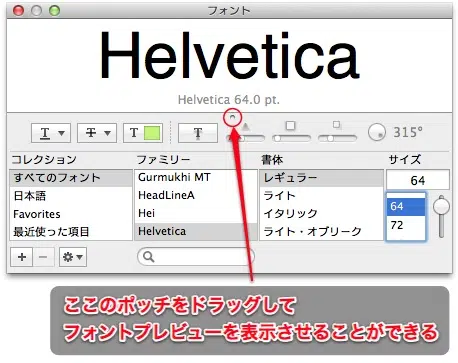 フォント
Helvetica
Helvetica 64.0 pt.
T T T T 315°
コレクション ファミリー 書体 サイズ
すべてのフォント Gurmukhi MT レギュラー 64
日本語 HeadLineA ライト 64
Favorites Hei イタリック 72
最近使った項目 Helvetica ライト・オブリーク
ここのポッチをドラッグして
フォントプレビューを表示させることができる